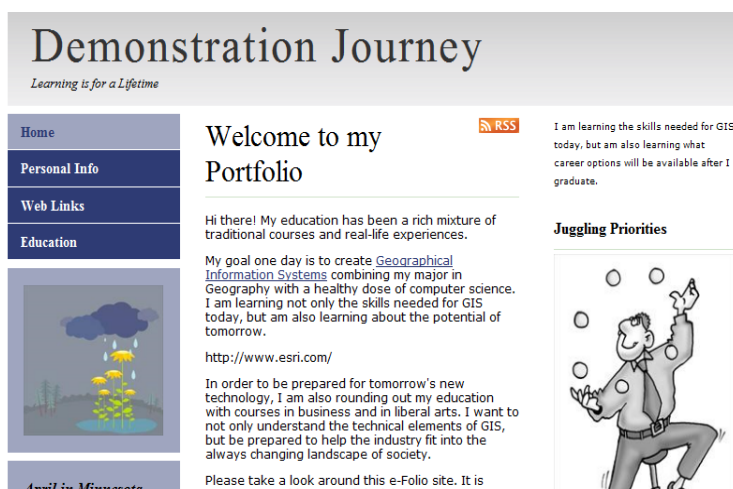 Demonstration Journey
Learning is for a Lifetime
Home
Personal Info
Web Links
Education
April in Minnesota
Welcome to my
Portfolio
RSS
Hi there! My education has been a rich mixture of
traditional courses and real-life experiences.
My goal one day is to create Geographical
Information Systems combining my major in
Geography with a healthy dose of computer science.
I am learning not only the skills needed for GIS
today, but am also learning about the potential of
tomorrow.
http://www.esri.com/
In order to be prepared for tomorrow's new
technology, I am also rounding out my education
with courses in business and in liberal arts. I want to
not only understand the technical elements of GIS,
but be prepared to help the industry fit into the
always changing landscape of society.
Please take a look around this e-Folio site. It is
I am learning the skills needed for GIS
today, but am also learning what
career options will be available after I
graduate.
Juggling Priorities